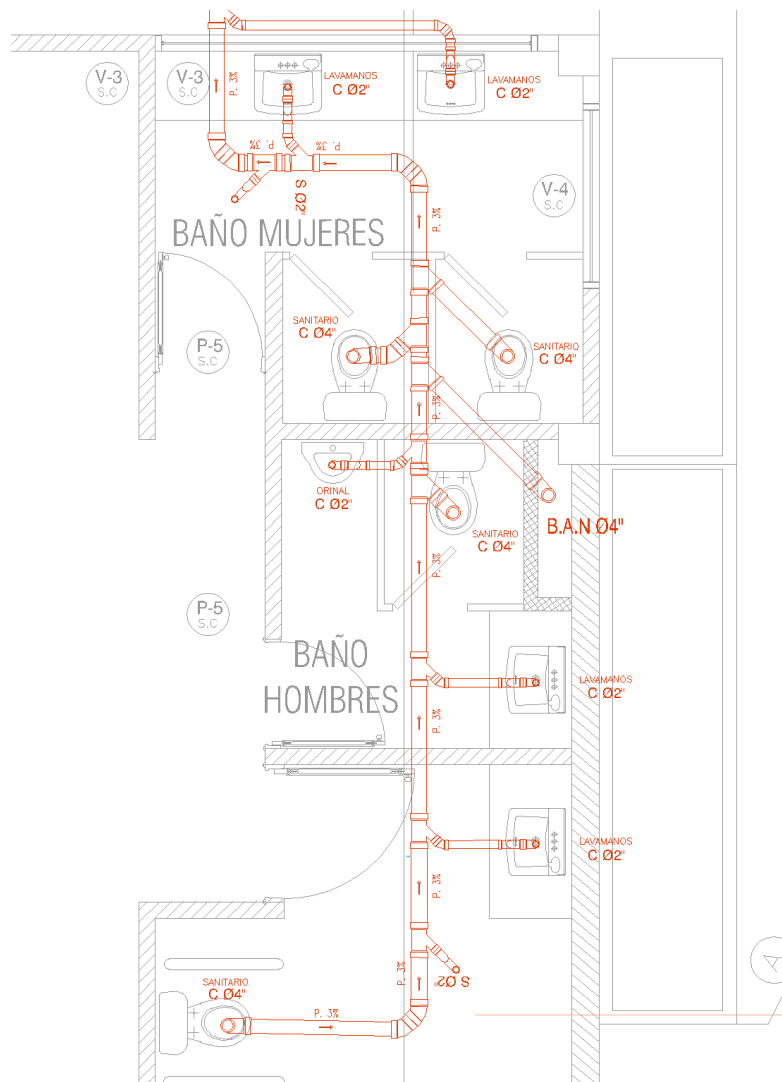 V-3
S.C
V-3
S.C
P. 3%
LAVAMANOS
C Ø2"
LAVAMANOS
C Ø2"
P. 3%
P. 3%
S Ø2"
V-4
S.C
BAÑO MUJERES
P. 3%
SANITARIO
C Ø4"
SANITARIO
C Ø4"
P-5
S.C
P. 3%
ORINAL
C Ø2"
SANITARIO
C Ø4"
B.A.N Ø4"
P. 3%
P-5
S.C
BAÑO
HOMBRES
LAVAMANOS
C Ø2"
P. 3%
LAVAMANOS
C Ø2"
P. 3%
P. 3%
S Ø2"
A
SANITARIO
C Ø4"
P. 3%